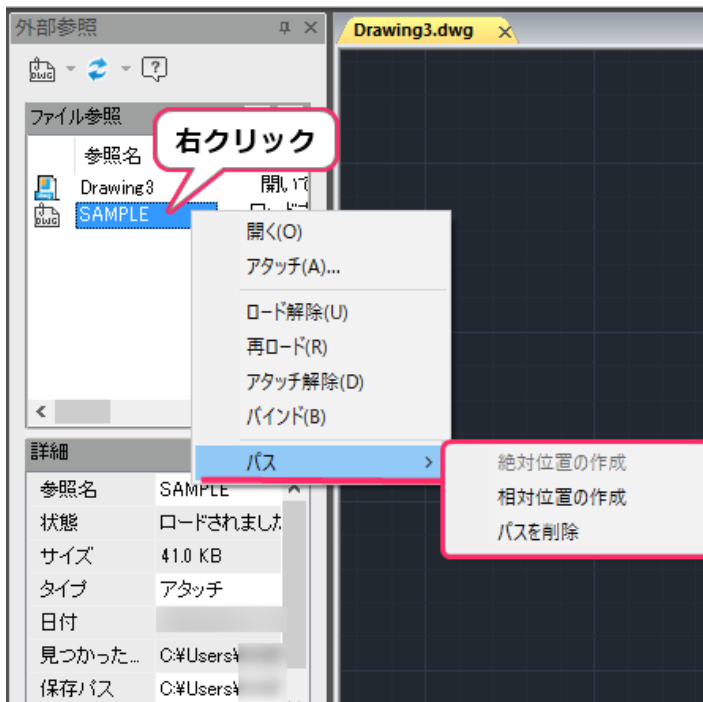 外部参照
Drawing3.dwg
DWG
ファイル参照
右クリック
参照名
Drawing3 開いて
DWG SAMPLE
開く(O)
アタッチ(A)...
ロード解除(U)
再ロード(R)
アタッチ解除(D)
バインド(B)
パス
絶対位置の作成
相対位置の作成
パスを削除
詳細
参照名 SAMPLE
状態 ロードされました
サイズ 41.0 KB
タイプ アタッチ
日付
見つかった... C:¥Users¥
保存パス C:¥Users¥